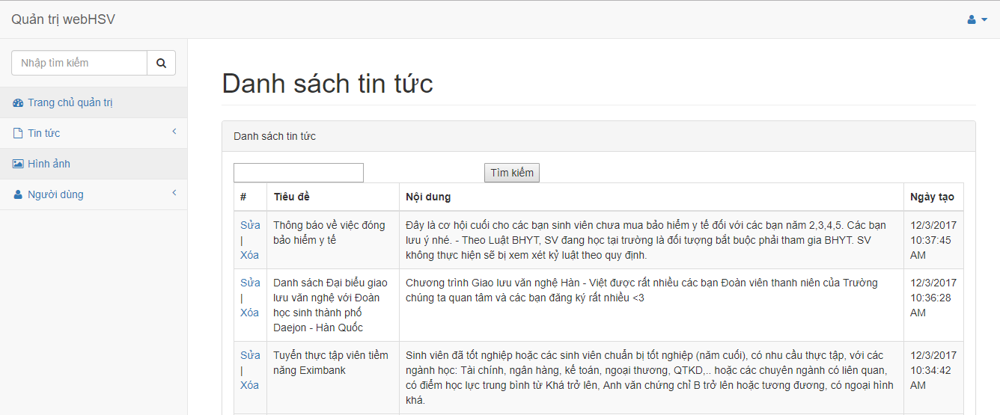 Quản trị webHSV
Nhập tìm kiếm
Trang chủ quản trị
Tin tức
Hình ảnh
Người dùng
Danh sách tin tức
Danh sách tin tức
Tìm kiếm
# Tiêu đề Nội dung Ngày tạo
Sửa
|
Xóa
Thông báo về việc đóng
bảo hiểm y tế
Đây là cơ hội cuối cho các bạn sinh viên chưa mua bảo hiểm y tế đối với các bạn năm 2,3,4,5. Các bạn
lưu ý nhé. - Theo Luật BHYT, SV đang học tại trường là đối tượng bắt buộc phải tham gia BHYT. SV
không thực hiện sẽ bị xem xét kỷ luật theo quy định.
12/3/2017
10:37:45
AM
Sửa
|
Xóa
Danh sách Đại biểu giao
lưu văn nghệ với Đoàn
học sinh thành phố
Daejon - Hàn Quốc
Chương trình Giao lưu văn nghệ Hàn - Việt được rất nhiều các bạn Đoàn viên thanh niên của Trường
chúng ta quan tâm và các bạn đăng ký rất nhiều <3
12/3/2017
10:36:28
AM
Sửa
|
Xóa
Tuyển thực tập viên tiềm
năng Eximbank
Sinh viên đã tốt nghiệp hoặc các sinh viên chuẩn bị tốt nghiệp (năm cuối), có nhu cầu thực tập, với các
ngành học: Tài chính, ngân hàng, kế toán, ngoại thương, QTKD,.. hoặc các chuyên ngành có liên quan,
có điểm học lực trung bình từ Khá trở lên, Anh văn chứng chỉ B trở lên hoặc tương đương, có ngoại hình
khá.
12/3/2017
10:34:42
AM